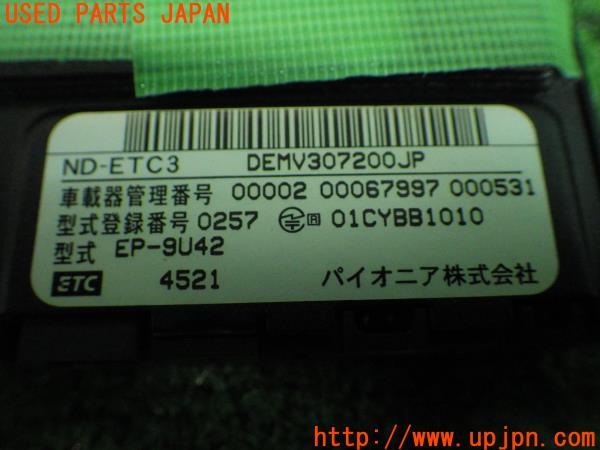 USED PARTS JAPAN
ND-ETC3 DEMV307200JP
車載器管理番号 00002 00067997 000531
型式登録番号 0257 回 01CYBB1010
型式 EP-9U42
ETC 4521 パイオニア株式会社
UPJ
http://www.upjpn.com/